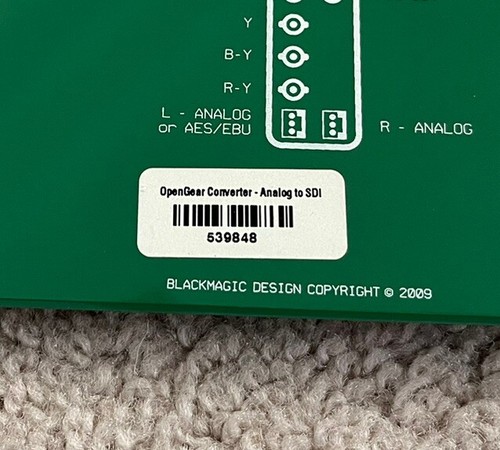 Y
B-Y
R-Y
L - ANALOG
or AES/EBU
R - ANALOG
OpenGear Converter - Analog to SDI
539848
BLACKMAGIC DESIGN COPYRIGHT © 2009